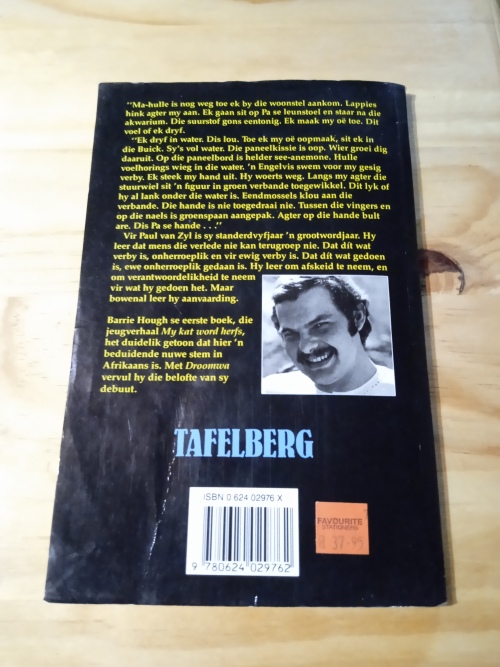 "Ma-hulle is nog weg toe ek by die woonstel aankom. Lappies
hink agter my aan. Ek gaan sit op Pa se leunstoel en staar na die
akwarium. Die suurstof gons eentonig. Ek maak my oë toe. Dit
voel of ek dryf.
"Ek dryf in water. Dis lou. Toe ek my oë oopmaak, sit ek in
die Buick. Sy's vol water. Die paneelkissie is oop. Wier groei dig
daaruit. Op die paneelbord is helder see-anemone. Hulle
voelhorings wieg in die water. 'n Engelvis swem voor my gesig
verby. Ek steek my hand uit. Hy woerts weg. Langs my agter die
stuurwiel sit 'n figuur in groen verbande toegewikkel. Dit lyk of
hy al lank onder die water is. Eendmossels klou aan die
verbande. Die hande is nie toegedraai nie. Tussen die vingers en
op die naels is groenspaan aangepak. Agter op die hande bult
are. Dis Pa se hande . . ."
Vir Paul van Zyl is sy standerdvyfjaar 'n grootwordjaar. Hy
leer dat mens die verlede nie kan terugroep nie. Dat dít wat
verby is, onherroeplik en vir ewig verby is. Dat dát wat gedoen
is, ewe onherroeplik gedaan is. Hy leer om afskeid te neem, en
om verantwoordelikheid te neem
vir wat hy gedoen het. Maar
bowenal leer hy aanvaarding.
Barrie Hough se eerste boek, die
jeugverhaal My kat word herfs,
het duidelik getoon dat hier 'n
beduidende nuwe stem in
Afrikaans is. Met Droomwa
vervul hy die belofte van sy
debuut.
TAFELBERG
ISBN 0 624 02976 X
9 780624 029762
FAVOURITE
STATIONERS
R 37-95